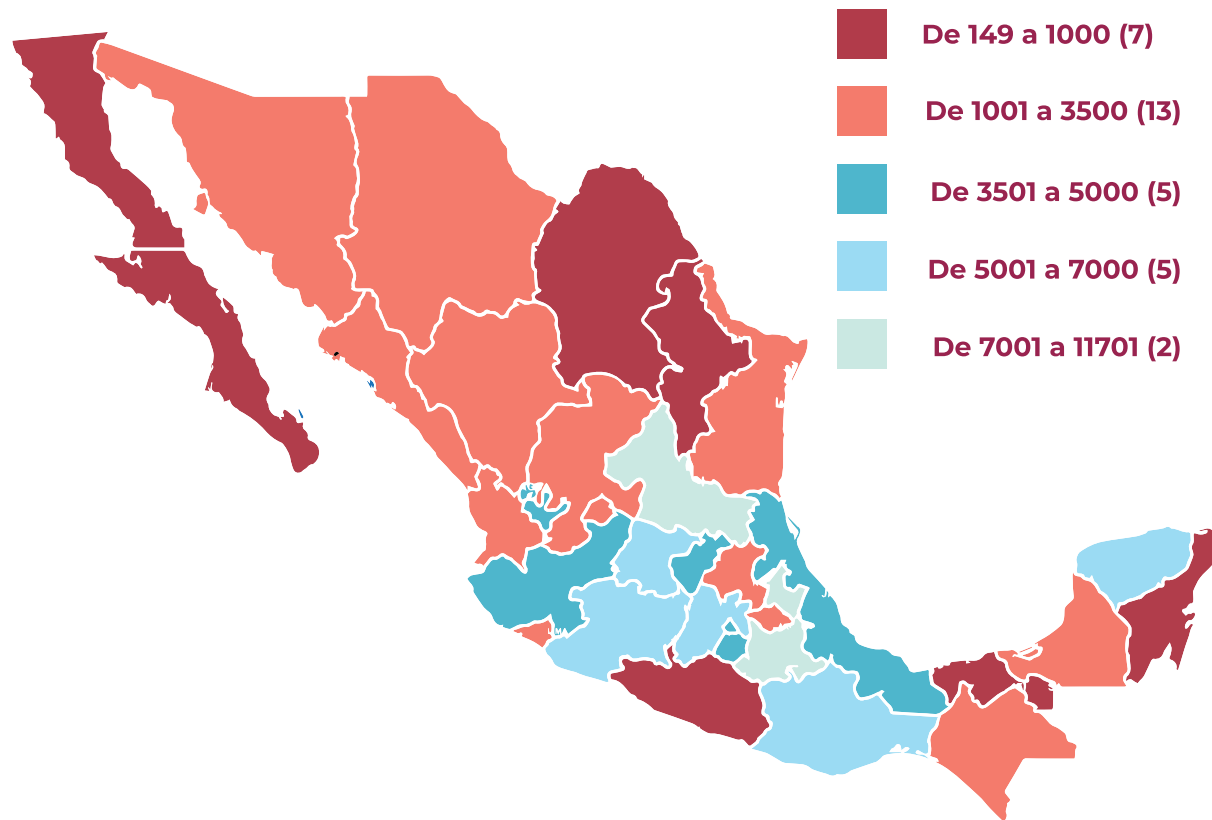 De 149 a 1000 (7)
De 1001 a 3500 (13)
De 3501 a 5000 (5)
De 5001 a 7000 (5)
De 7001 a 11701 (2)